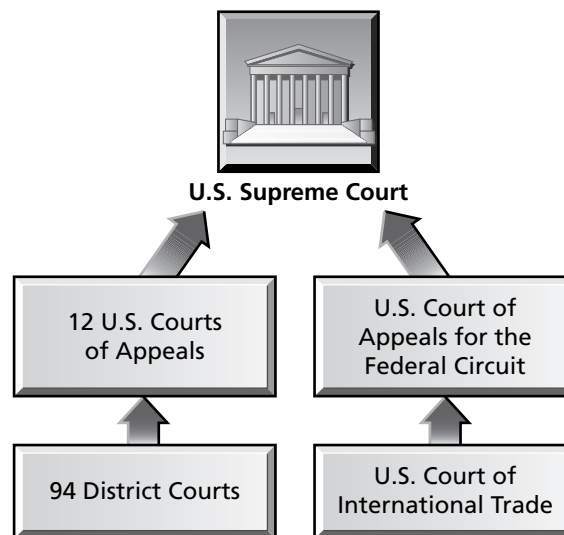 U.S. Supreme Court
12 U.S. Courts
of Appeals
U.S. Court of
Appeals for the
Federal Circuit
94 District Courts
U.S. Court of
International Trade